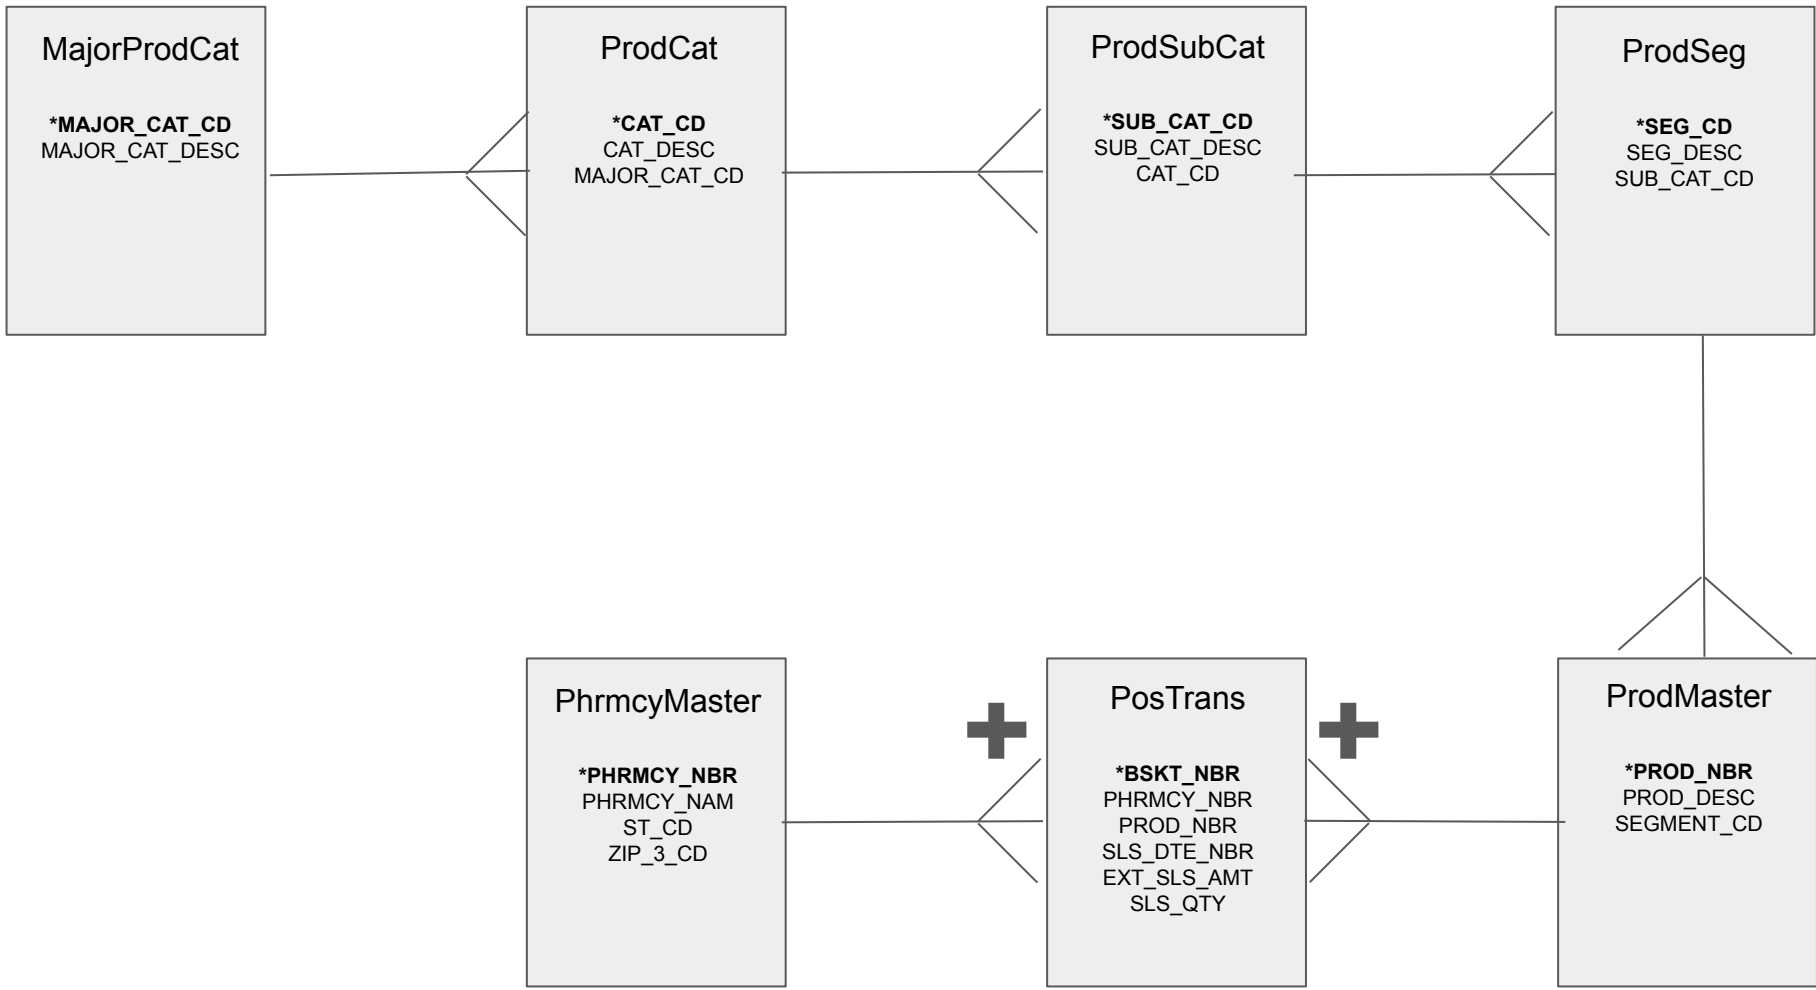 MajorProdCat
*MAJOR_CAT_CD
MAJOR_CAT_DESC
ProdCat
*CAT_CD
CAT_DESC
MAJOR_CAT_CD
ProdSubCat
*SUB_CAT_CD
SUB_CAT_DESC
CAT_CD
ProdSeg
*SEG_CD
SEG_DESC
SUB_CAT_CD
PhrmcyMaster
*PHRMCY_NBR
PHRMCY_NAM
ST_CD
ZIP_3_CD
PosTrans
*BSKT_NBR
PHRMCY_NBR
PROD_NBR
SLS_DTE_NBR
EXT_SLS_AMT
SLS_QTY
ProdMaster
*PROD_NBR
PROD_DESC
SEGMENT_CD